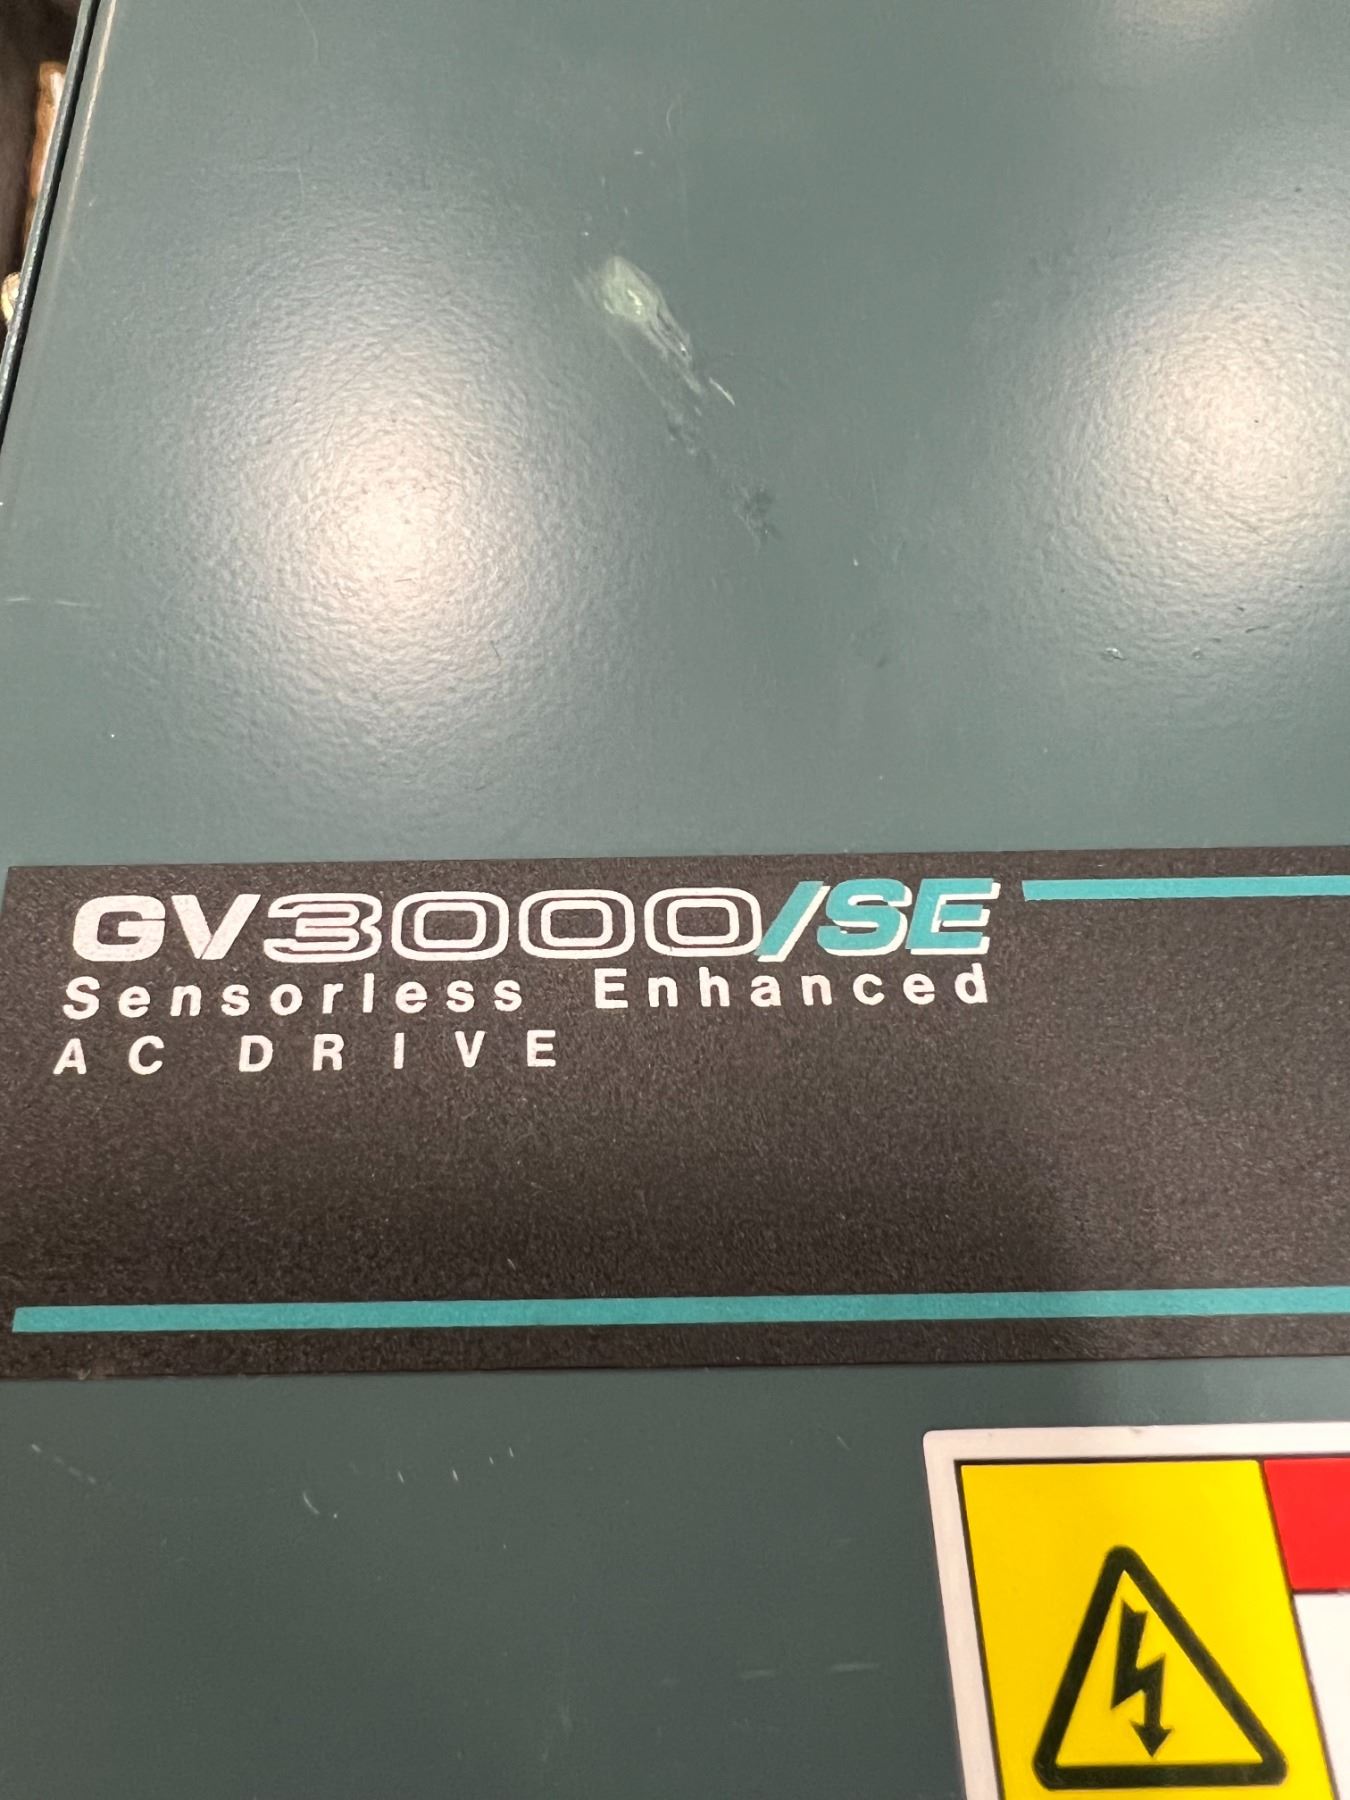 GV3000/SE
Sensorless Enhanced
AC DRIVE